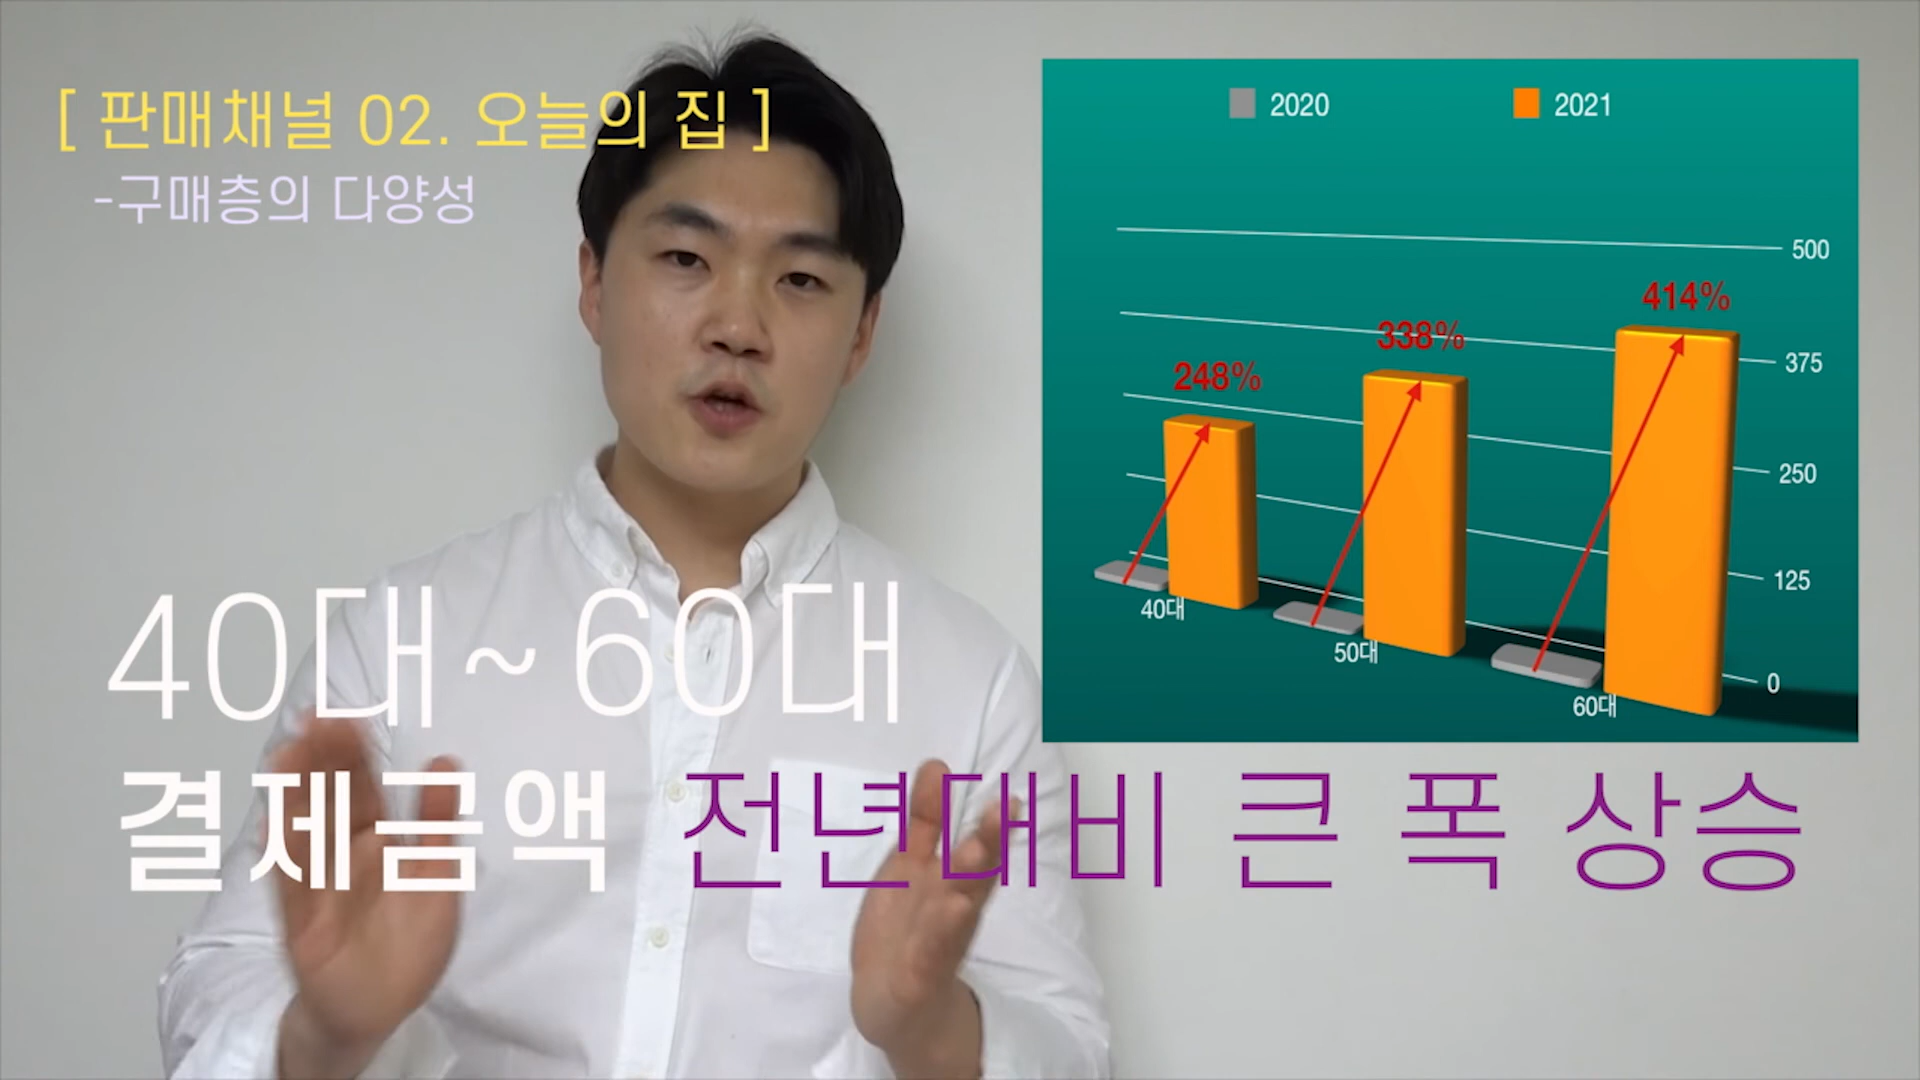 [ 판매채널 02. 오늘의 집 ]
-구매층의 다양성
2020 2021
500
414%
338%
375
248%
250
125
40대
50대
0
60대
40대~60대
결제금액 전년대비 큰 폭 상승